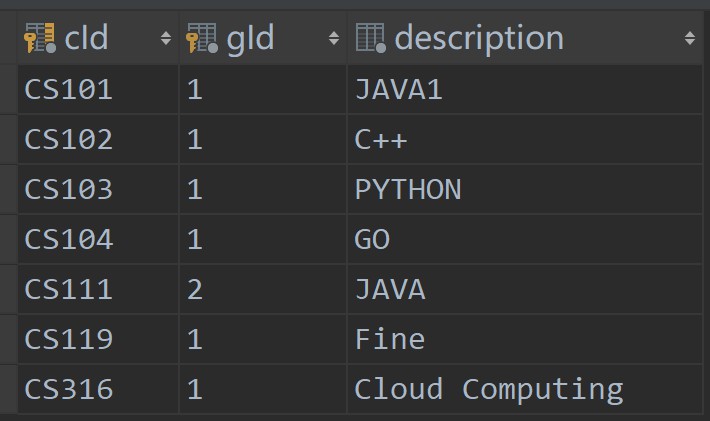 cId gId description
CS101 1 JAVA1
CS102 1 C++
CS103 1 PYTHON
CS104 1 GO
CS111 2 JAVA
CS119 1 Fine
CS316 1 Cloud Computing